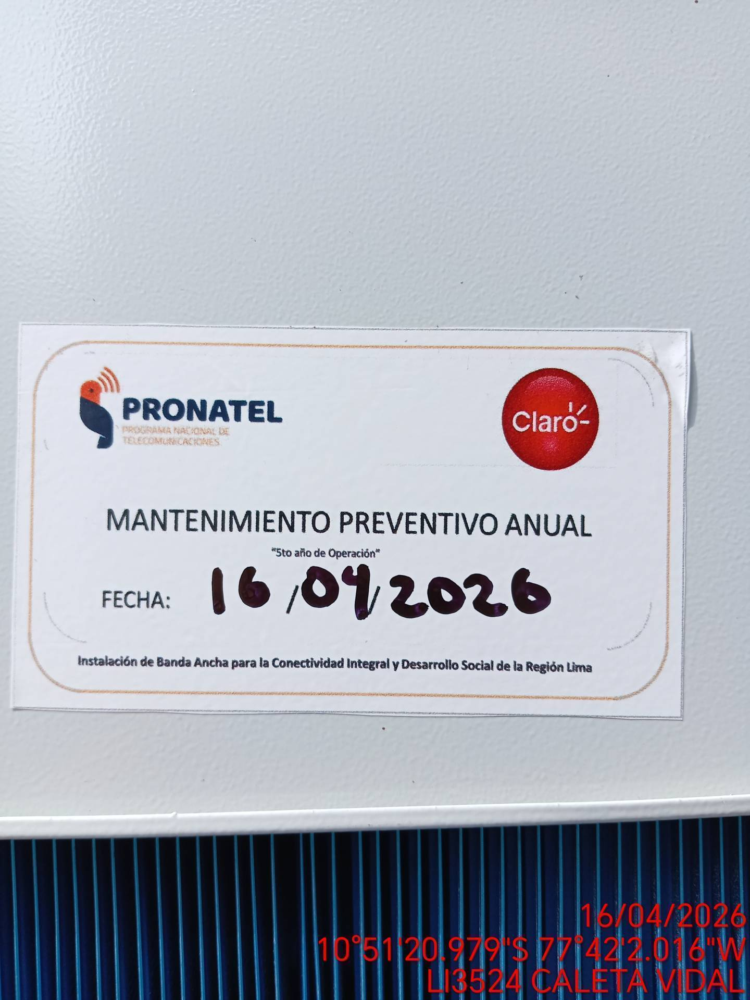 PRONATEL
PROGRAMA NACIONAL DE
TELECOMUNICACIONES
Claro
MANTENIMIENTO PREVENTIVO ANUAL
"5to año de Operación"
FECHA: 16/04/2026
Instalación de Banda Ancha para la Conectividad Integral y Desarrollo Social de la Región Lima
16/04/2026
10°51'20.979"S 77°42'2.016"W
LI3524 CALETA VIDAL